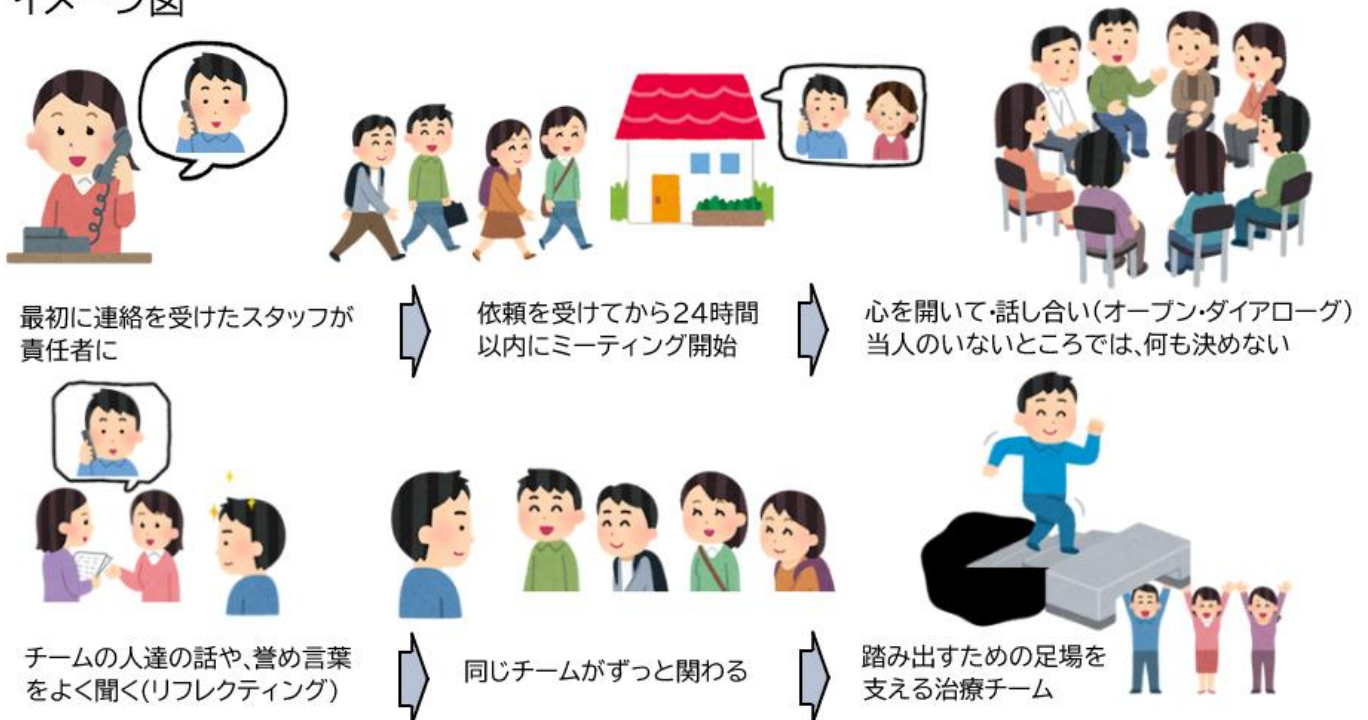 イメージ図
最初に連絡を受けたスタッフが
責任者に
依頼を受けてから24時間
以内にミーティング開始
心を開いて・話し合い(オープン・ダイアローグ)
当人のいないところでは、何も決めない
チームの人達の話や、誉め言葉
をよく聞く(リフレクティング)
同じチームがずっと関わる
踏み出すための足場を
支える治療チーム